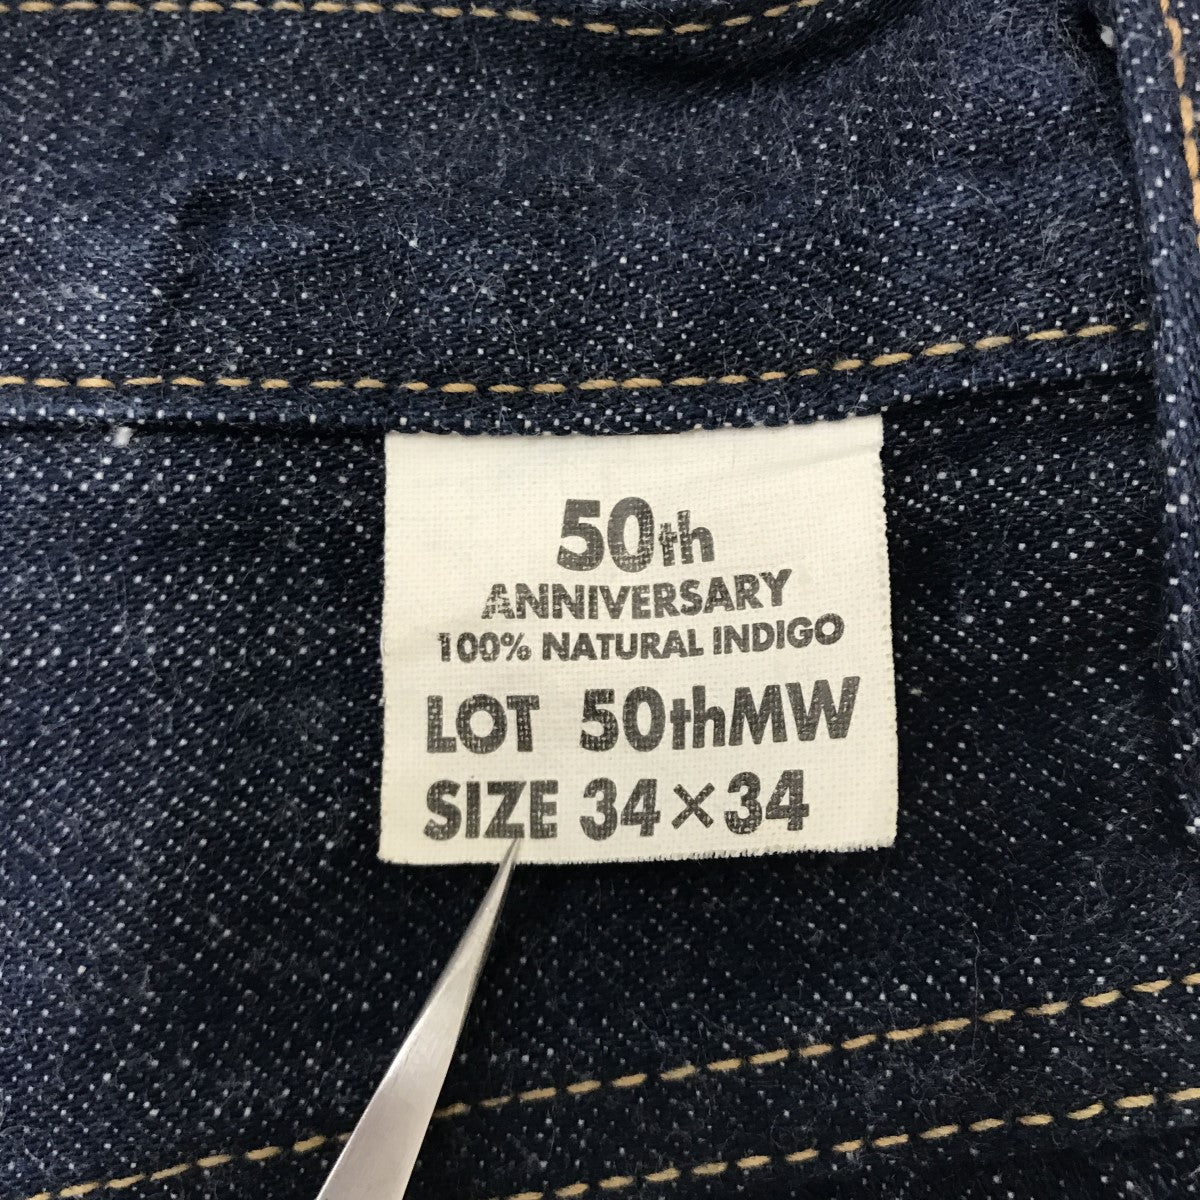 50th
ANNIVERSARY
100% NATURAL INDIGO
LOT 50thMW
SIZE 34×34